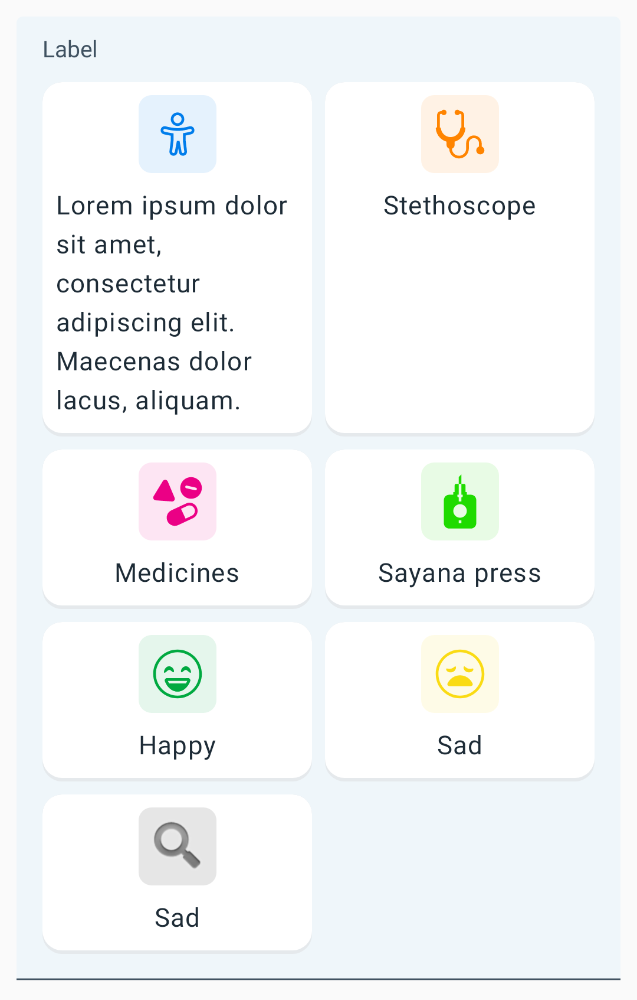 Label
Lorem ipsum dolor
sit amet,
consectetur
adipiscing elit.
Maecenas dolor
lacus, aliquam.
Stethoscope
Medicines
Sayana press
Happy
Sad
Sad